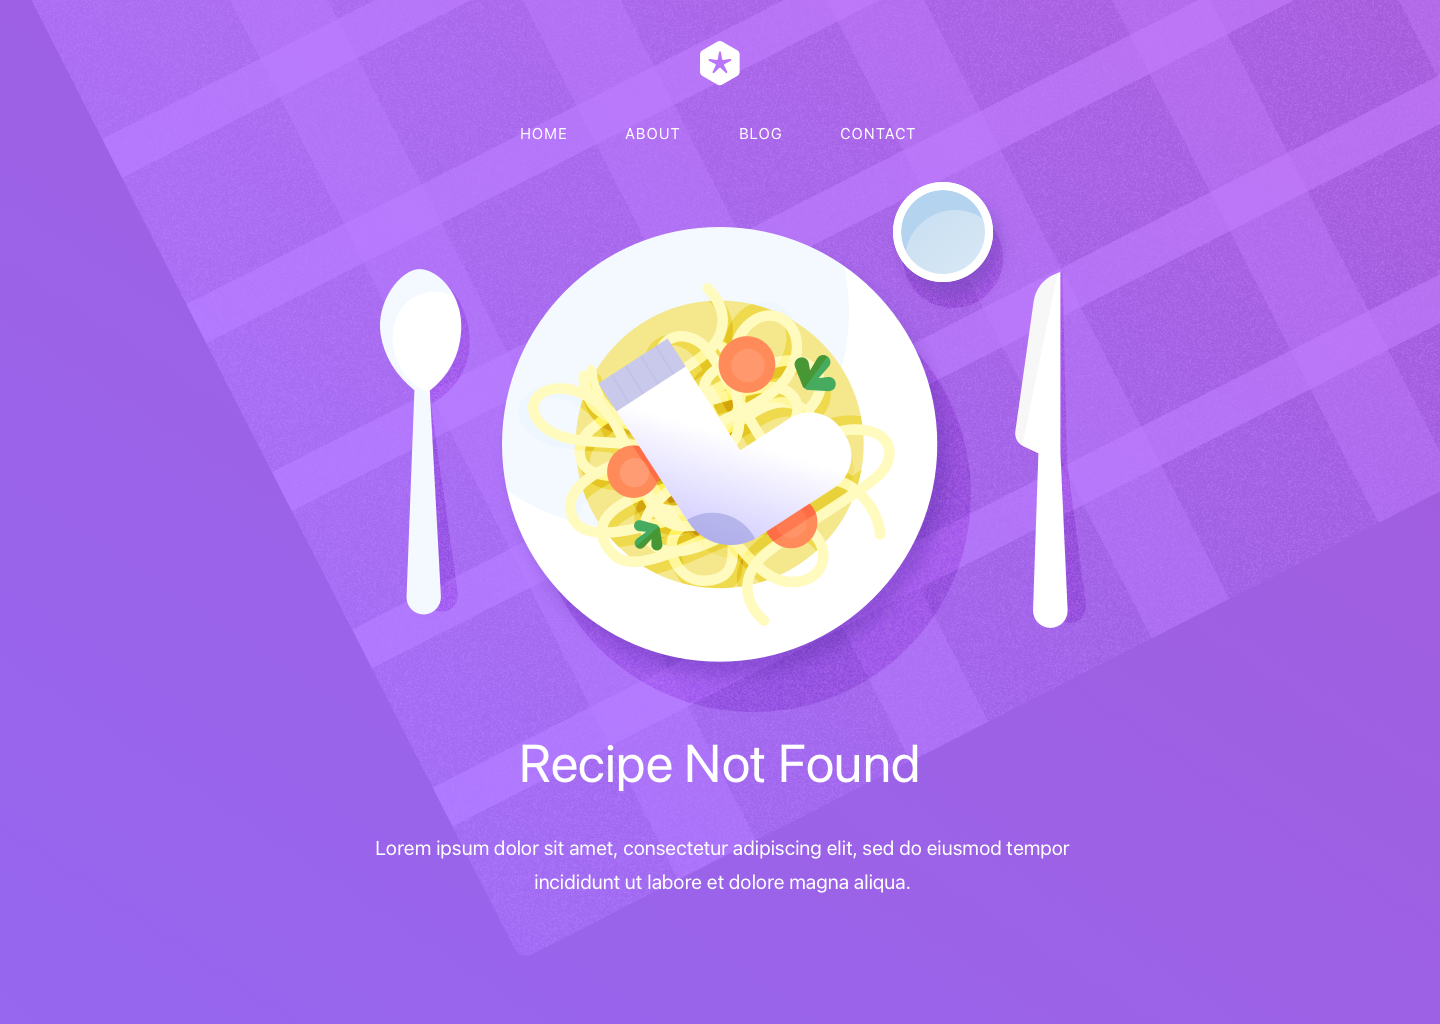 HOME ABOUT BLOG CONTACT
Recipe Not Found
Lorem ipsum dolor sit amet, consectetur adipiscing elit, sed do eiusmod tempor
incididunt ut labore et dolore magna aliqua.